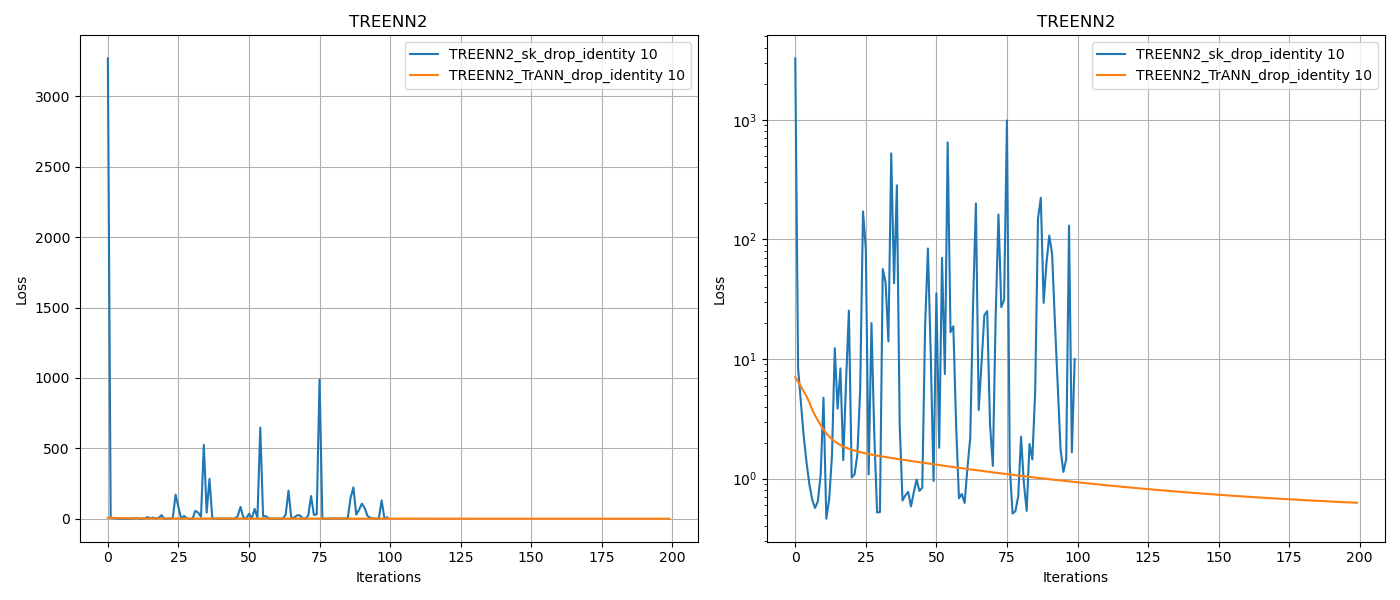 TREENN2
TREENN2_sk_drop_identity 10
TREENN2_TrANN_drop_identity 10
3000
2500
2000
1500
1000
500
0
Loss
0 25 50 75 100 125 150 175 200
Iterations
TREENN2
TREENN2_sk_drop_identity 10
TREENN2_TrANN_drop_identity 10
10³
10²
10¹
10⁰
Loss
0 25 50 75 100 125 150 175 200
Iterations